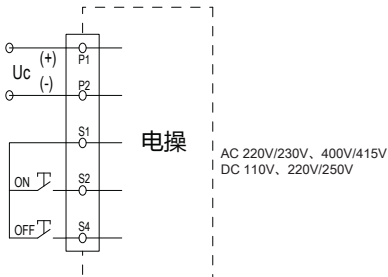 (+)
P1
Uc
(-)
P2
S1
电操
AC 220V/230V、400V/415V
DC 110V、220V/250V
ON
S2
OFF
S4